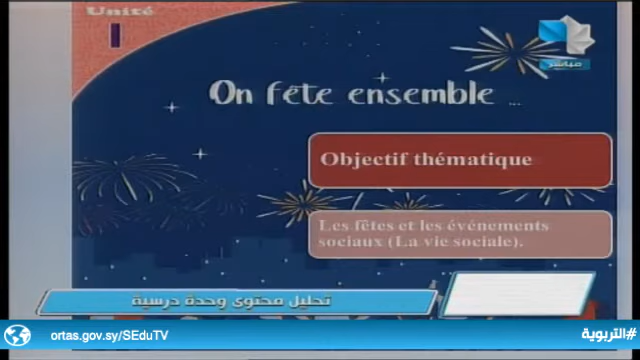 Unité
1
On fête ensemble ...
مباشر
Objectif thématique
Les fêtes et les événements
sociaux (La vie sociale).
تحليل محتوى وحدة درسية
ortas.gov.sy/SEduTV
#التربوية